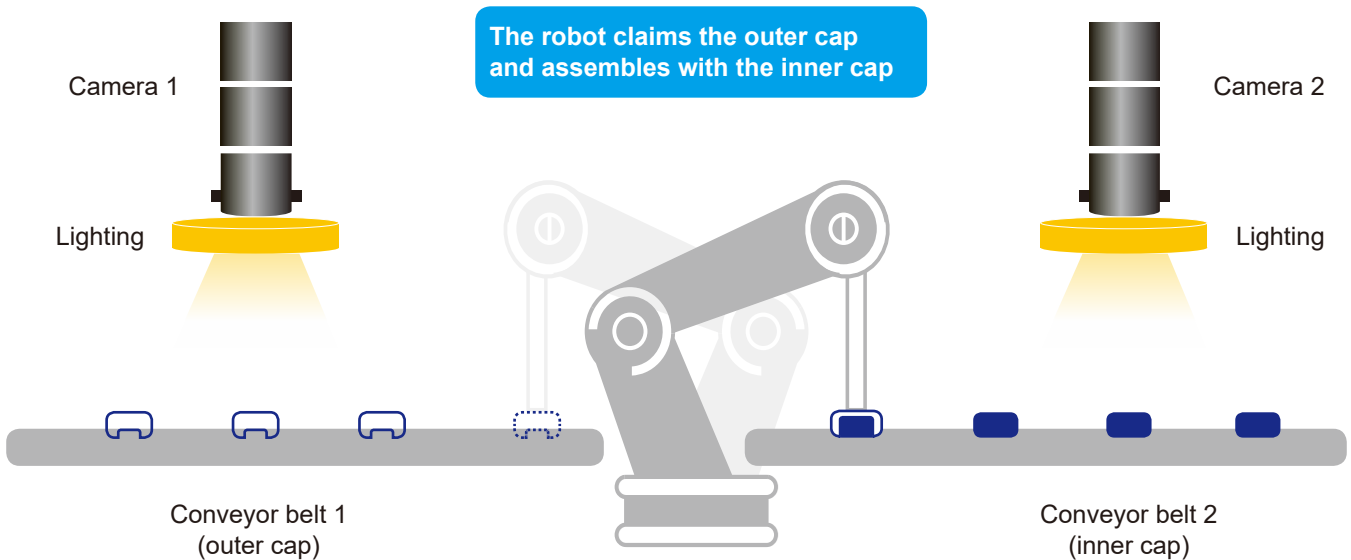 The robot claims the outer cap
and assembles with the inner cap
Camera 1
Camera 2
Lighting
Lighting
Conveyor belt 1
(outer cap)
Conveyor belt 2
(inner cap)